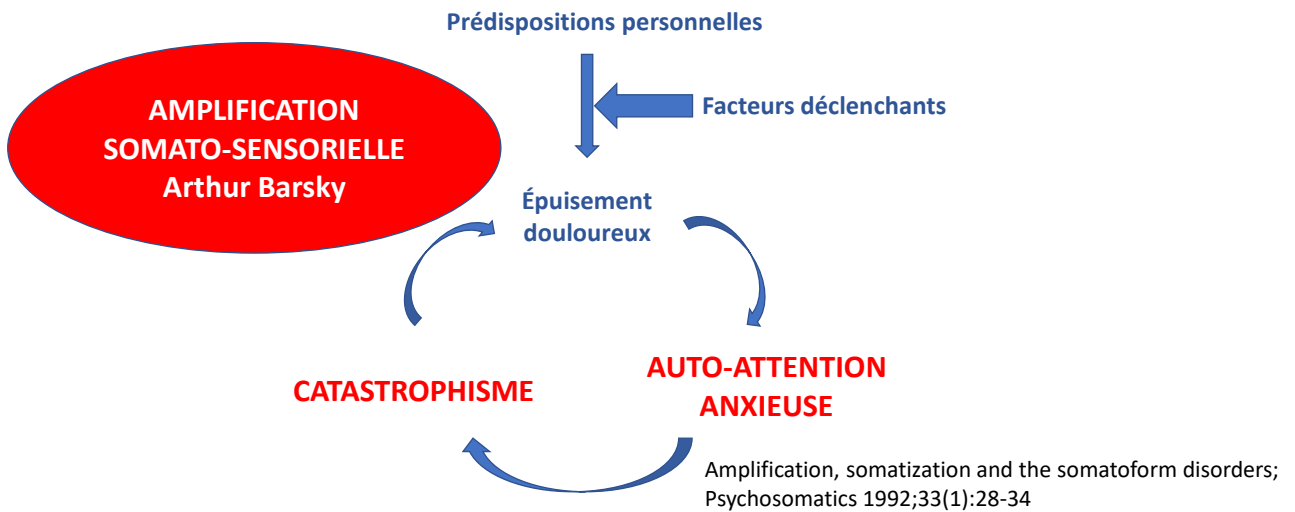 Prédispositions personnelles
AMPLIFICATION
SOMATO-SENSORIELLE
Arthur Barsky
Facteurs déclenchants
Épuisement
douloureux
CATASTROPHISME
AUTO-ATTENTION
ANXIEUSE
Amplification, somatization and the somatoform disorders;
Psychosomatics 1992;33(1):28-34